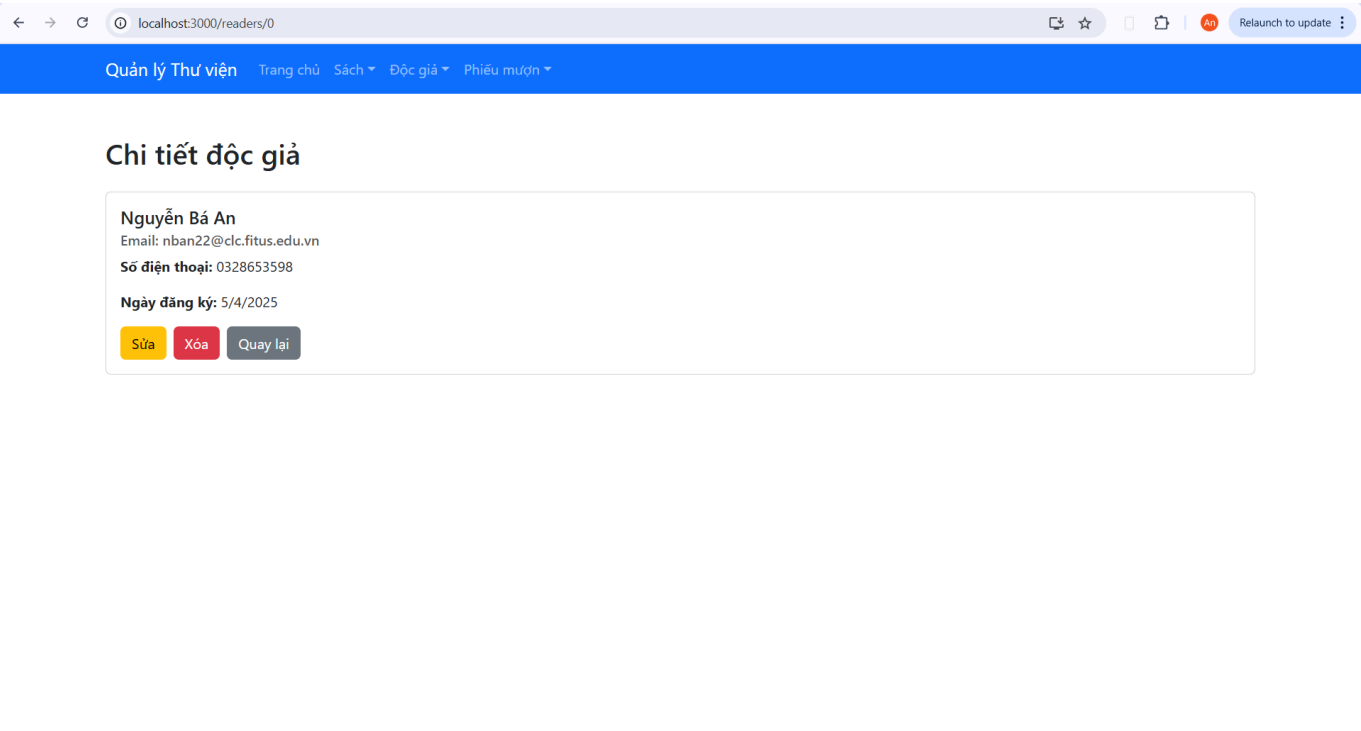 localhost:3000/readers/0
An
Relaunch to update
Quản lý Thư viện Trang chủ Sách Độc giả Phiếu mượn
Chi tiết độc giả
Nguyễn Bá An
Email: nban22@clc.fitus.edu.vn
Số điện thoại: 0328653598
Ngày đăng ký: 5/4/2025
Sửa Xóa Quay lại